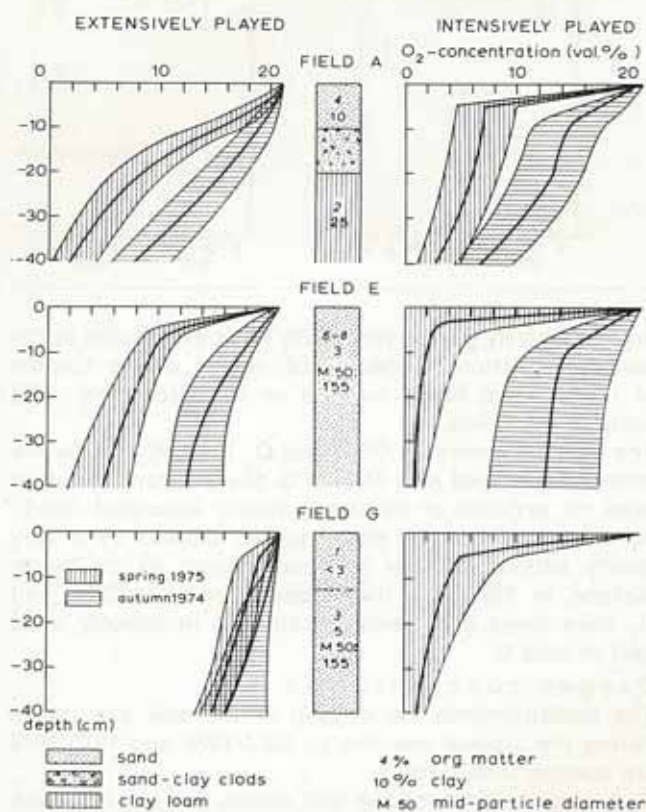 EXTENSIVELY PLAYED
INTENSIVELY PLAYED
O₂-concentration (vol.%)
FIELD A
0 10 20
0 10 20
0
-10
-20
-30
-40
4
10
2
25
FIELD E
0
-10
-20
-30
-40
6-8
3
M 50
155
FIELD G
0
-10
-20
-30
-40
1
<3
3
5
M 50:
155
spring 1975
autumn 1974
depth (cm)
sand
sand-clay clods
clay loam
4% org. matter
10% clay
M 50 mid-particle diameter